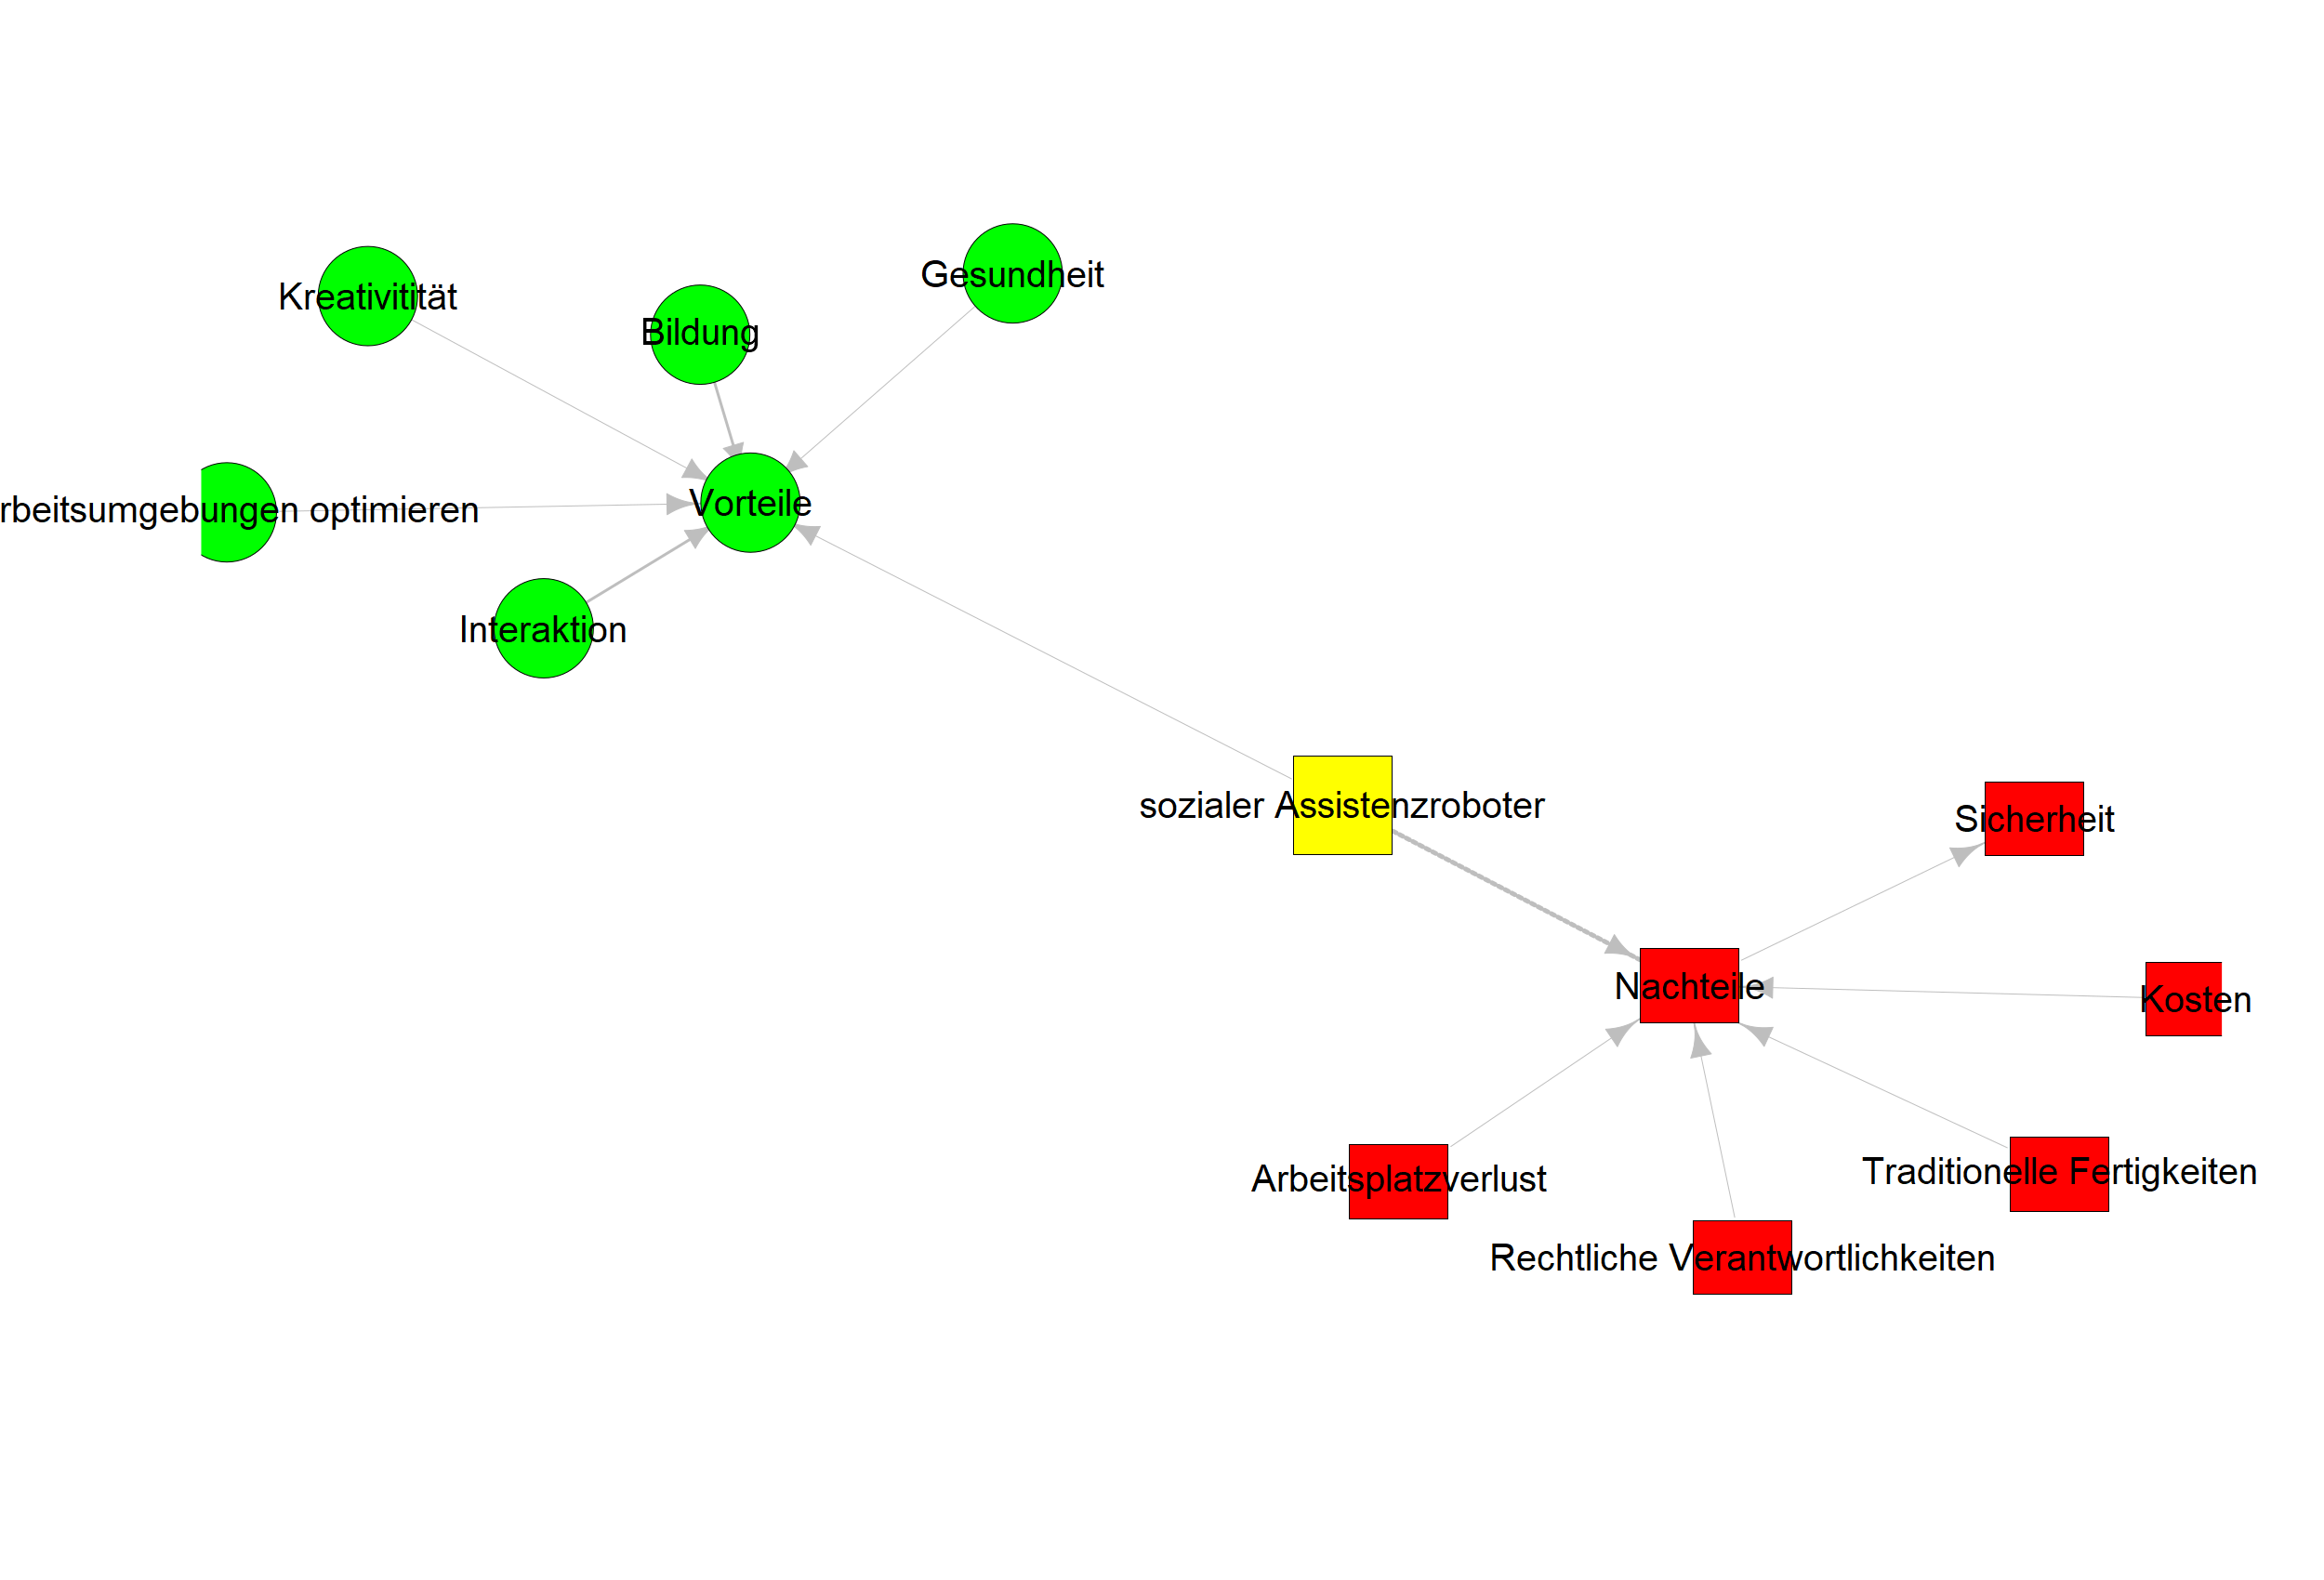 Gesundheit
Kreativitität
Bildung
Vorteile
rbeitsumgebungen optimieren
Interaktion
sozialer Assistenzroboter
Sicherheit
Nachteile
Kosten
Traditionelle Fertigkeiten
Arbeitsplatzverlust
Rechtliche Verantwortlichkeiten